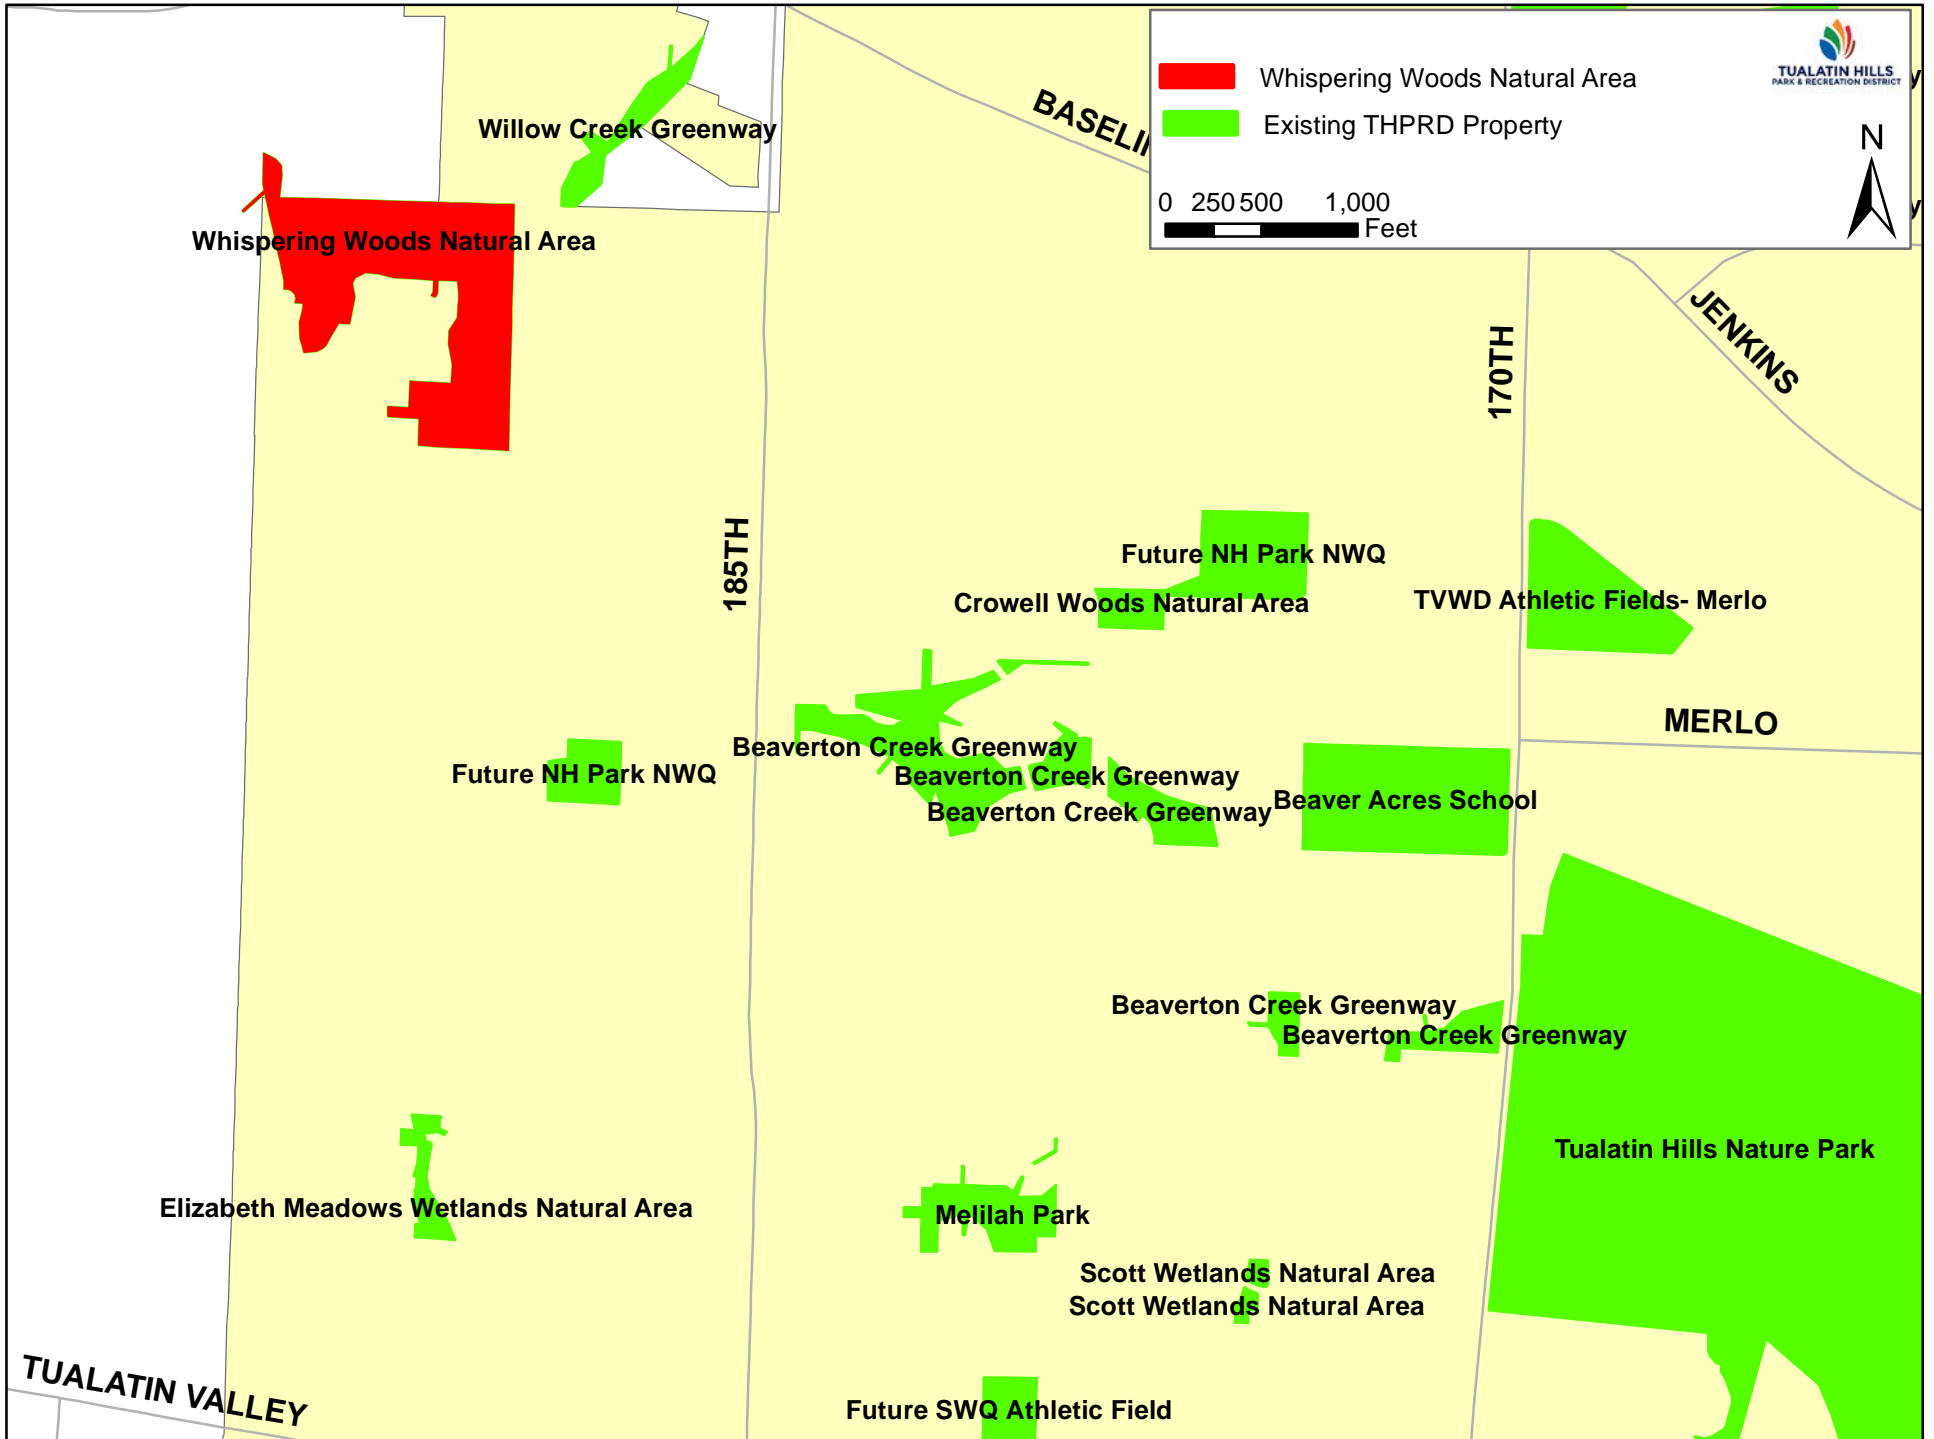 TUALATIN HILLS
PARK & RECREATION DISTRICT
Whispering Woods Natural Area
Existing THPRD Property
N
0 250 500 1,000
Feet
Willow Creek Greenway
Whispering Woods Natural Area
JENKINS
170TH
185TH
Future NH Park NWQ
Crowell Woods Natural Area
TVWD Athletic Fields- Merlo
MERLO
Beaverton Creek Greenway
Future NH Park NWQ
Beaverton Creek Greenway
Beaverton Creek Greenway
Beaver Acres School
Beaverton Creek Greenway
Beaverton Creek Greenway
Tualatin Hills Nature Park
Elizabeth Meadows Wetlands Natural Area
Melilah Park
Scott Wetlands Natural Area
Scott Wetlands Natural Area
TUALATIN VALLEY
Future SWQ Athletic Field